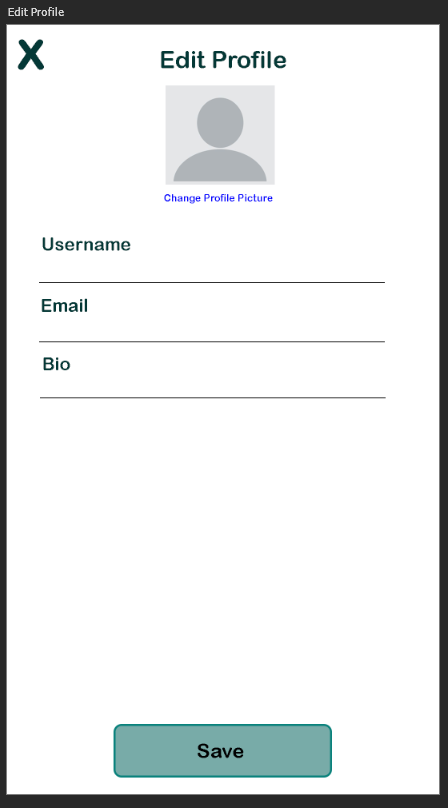 Edit Profile
X
Edit Profile
Change Profile Picture
Username
Email
Bio
Save